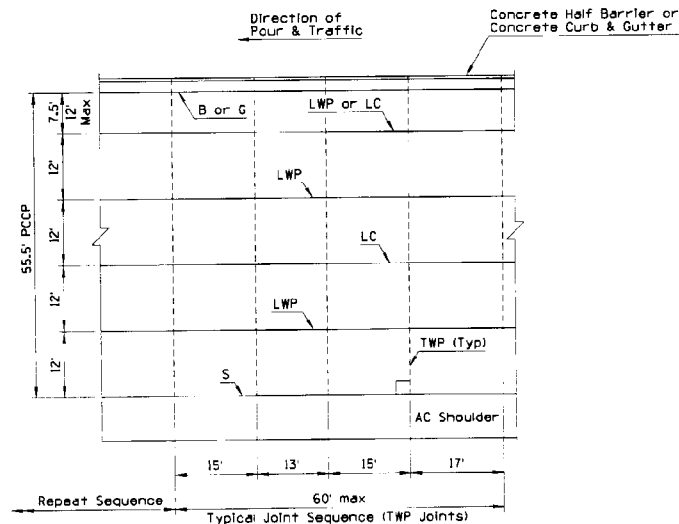 Direction of
Pour & Traffic
Concrete Half Barrier or
Concrete Curb & Gutter
7.5'
12'
Max
B or G
LWP or LC
12'
LWP
55.5' PCCP
12'
LC
12'
LWP
12'
TWP (Typ)
S
AC Shoulder
15'
13'
15'
17'
Repeat Sequence
60' max
Typical Joint Sequence (TWP Joints)